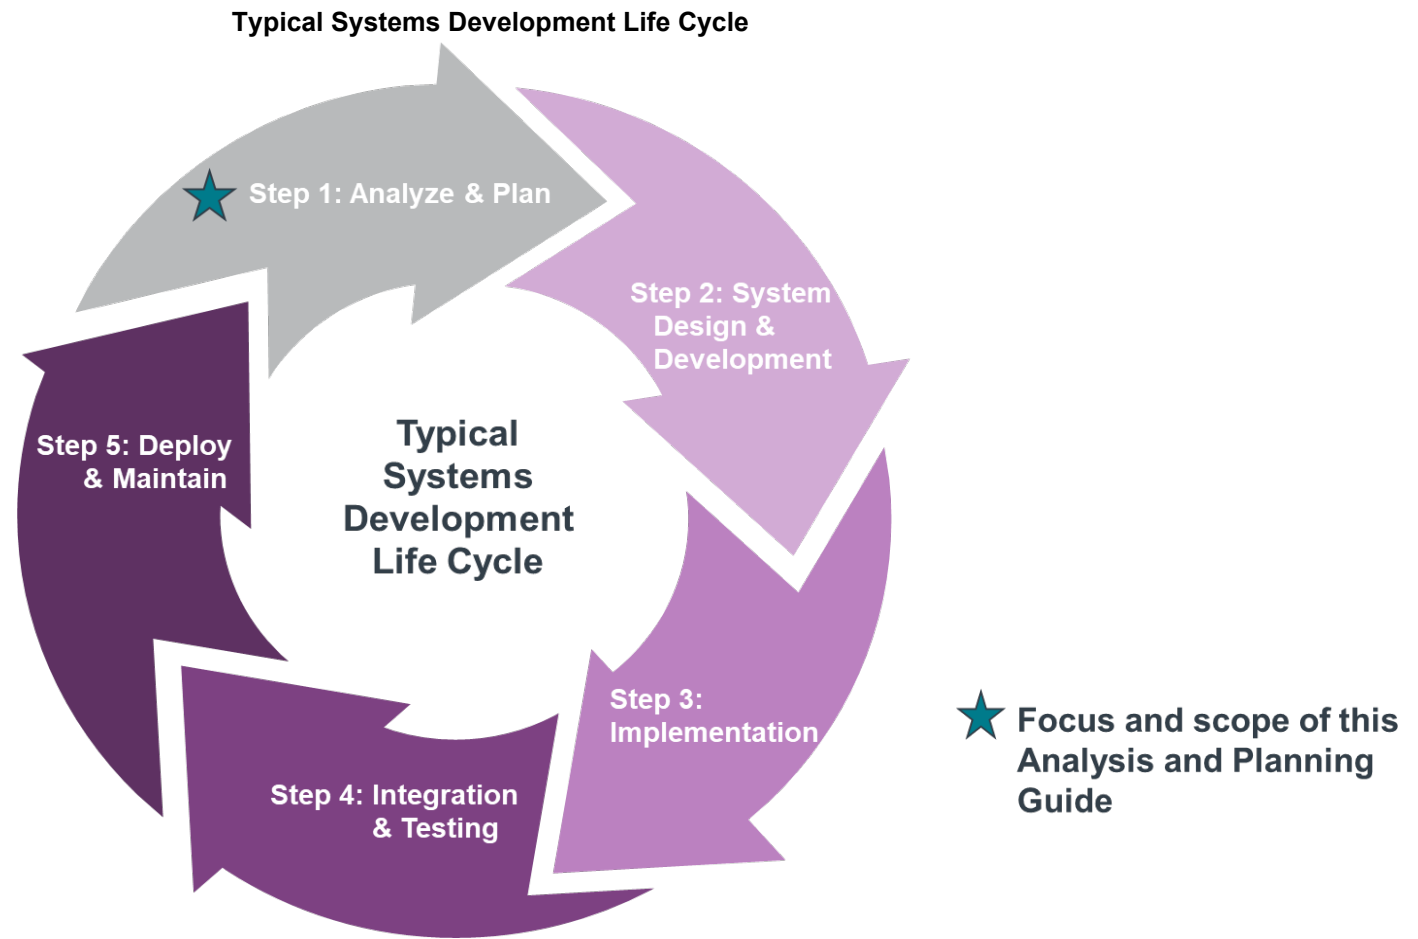 Typical Systems Development Life Cycle
Step 1: Analyze & Plan
Step 2: System
Design &
Development
Step 3:
Implementation
Step 4: Integration
& Testing
Step 5: Deploy
& Maintain
Typical
Systems
Development
Life Cycle
Focus and scope of this
Analysis and Planning
Guide